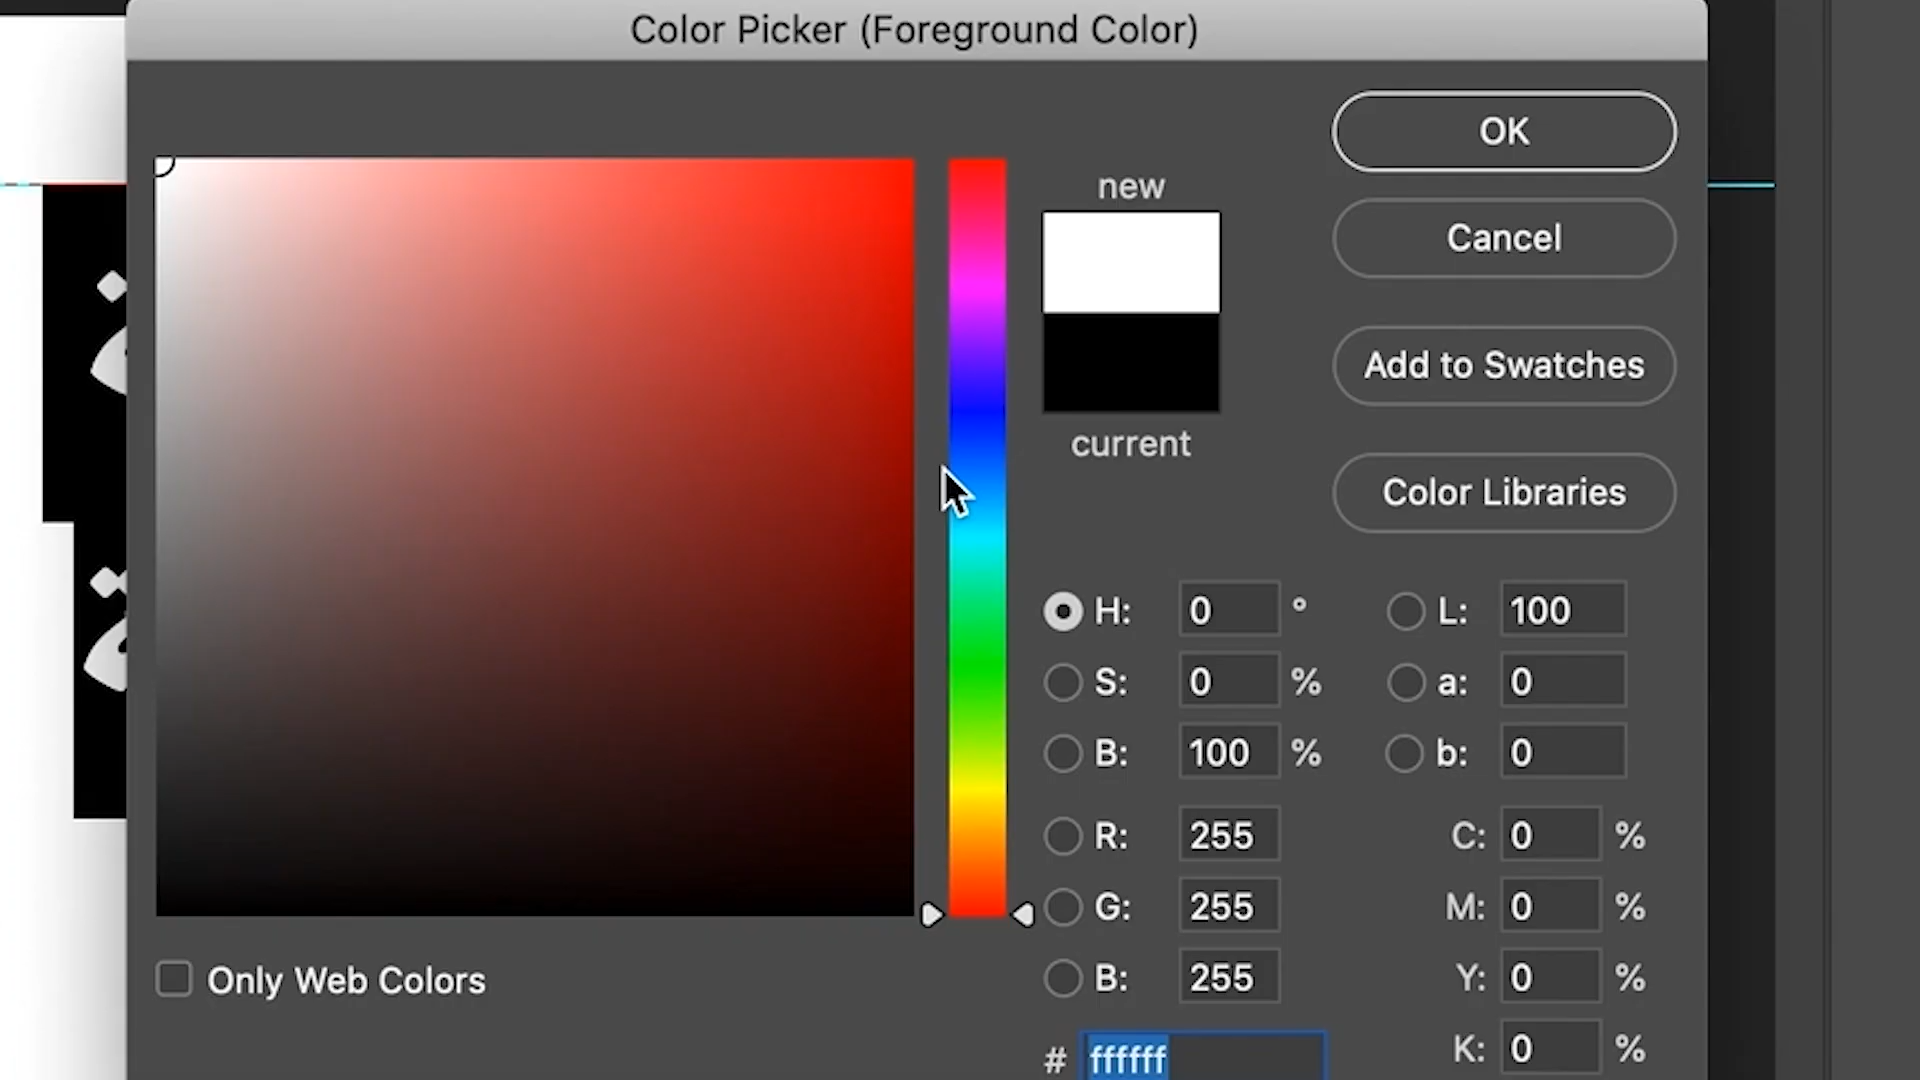 Color Picker (Foreground Color)
OK
new
Cancel
Add to Swatches
current
Color Libraries
H: 0 ° L: 100
S: 0 % a: 0
B: 100 % b: 0
R: 255 C: 0 %
G: 255 M: 0 %
Only Web Colors B: 255 Y: 0 %
# ffffff K: 0 %